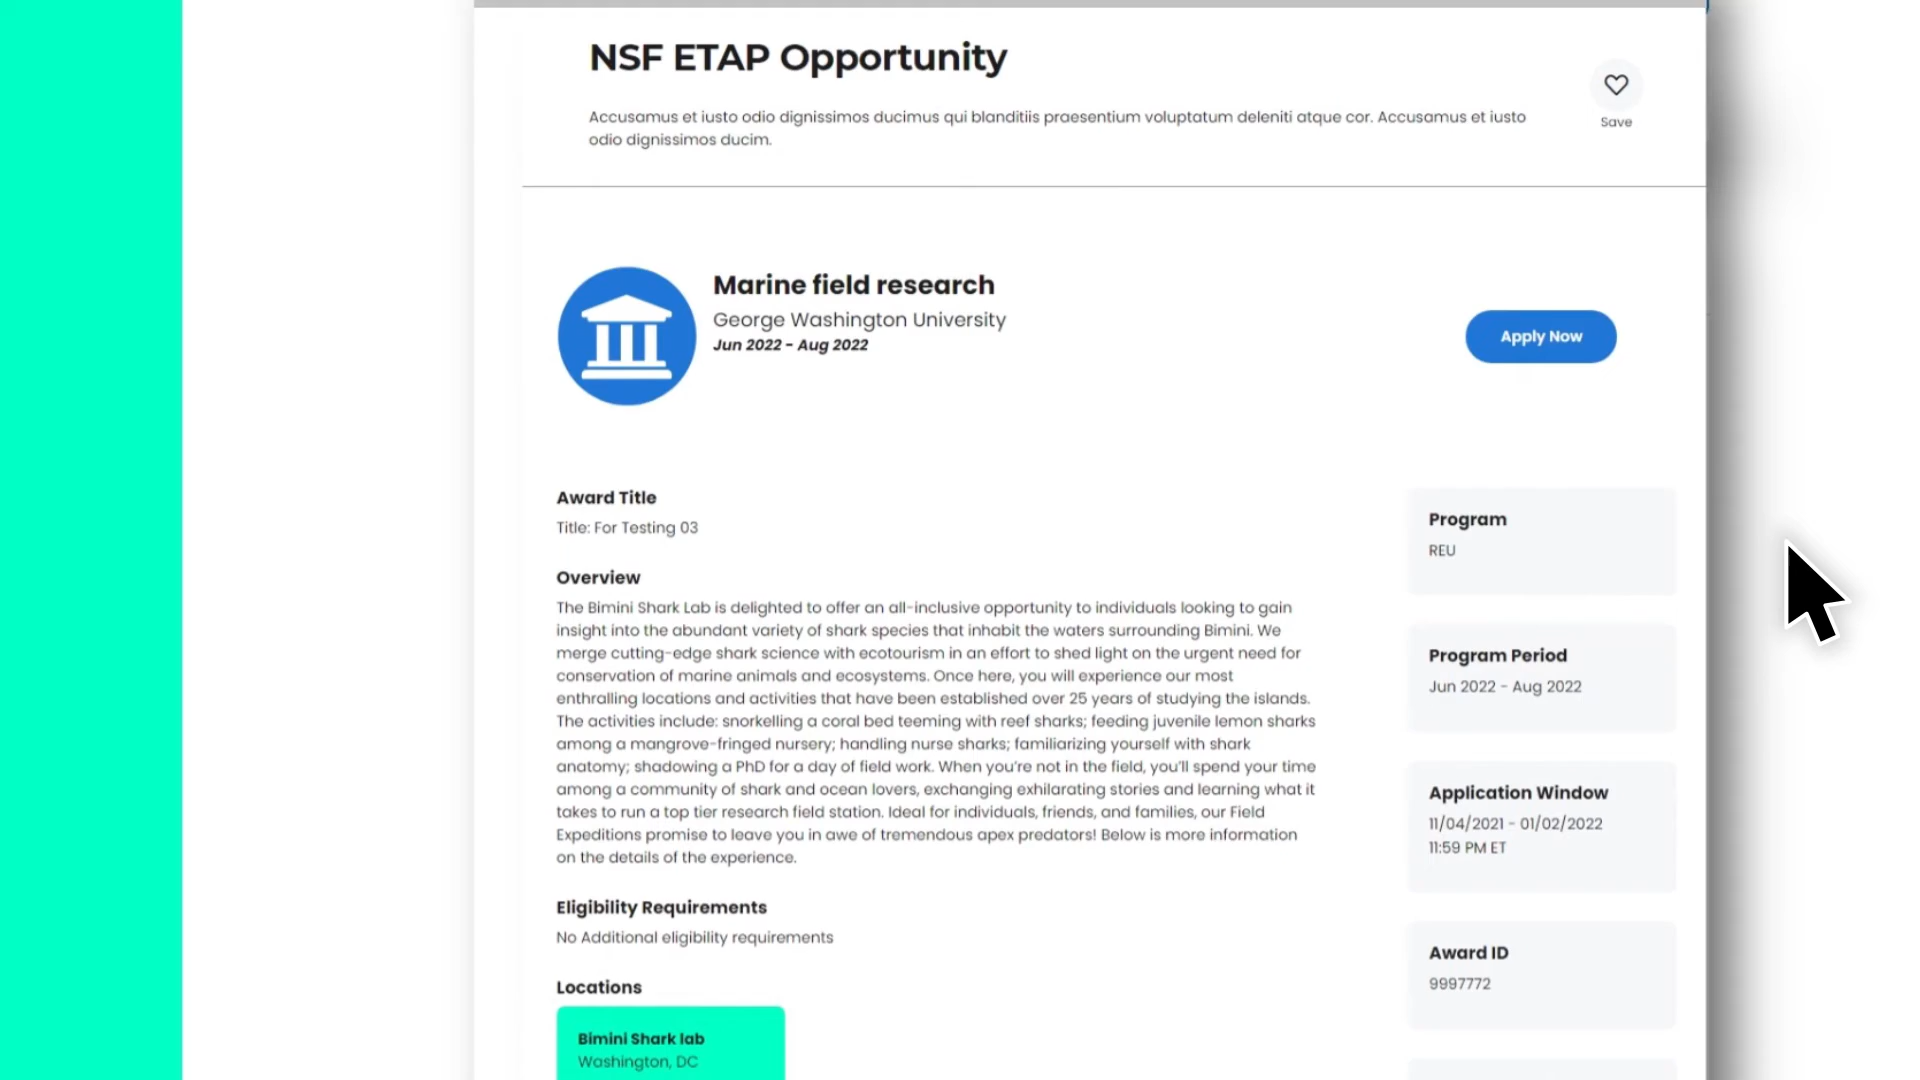 NSF ETAP Opportunity
Accusamus et iusto odio dignissimos ducimus qui blanditiis praesentium voluptatum deleniti atque cor. Accusamus et iusto
odio dignissimos ducim.
Save
Marine field research
George Washington University
Jun 2022 - Aug 2022
Apply Now
Award Title
Title: For Testing 03
Overview
The Bimini Shark Lab is delighted to offer an all-inclusive opportunity to individuals looking to gain
insight into the abundant variety of shark species that inhabit the waters surrounding Bimini. We
merge cutting-edge shark science with ecotourism in an effort to shed light on the urgent need for
conservation of marine animals and ecosystems. Once here, you will experience our most
enthralling locations and activities that have been established over 25 years of studying the islands.
The activities include: snorkelling a coral bed teeming with reef sharks; feeding juvenile lemon sharks
among a mangrove-fringed nursery; handling nurse sharks; familiarizing yourself with shark
anatomy; shadowing a PhD for a day of field work. When you're not in the field, you'll spend your time
among a community of shark and ocean lovers, exchanging exhilarating stories and learning what it
takes to run a top tier research field station. Ideal for individuals, friends, and families, our Field
Expeditions promise to leave you in awe of tremendous apex predators! Below is more information
on the details of the experience.
Eligibility Requirements
No Additional eligibility requirements
Locations
Bimini Shark lab
Washington, DC
Program
REU
Program Period
Jun 2022 - Aug 2022
Application Window
11/04/2021 - 01/02/2022
11:59 PM ET
Award ID
9997772